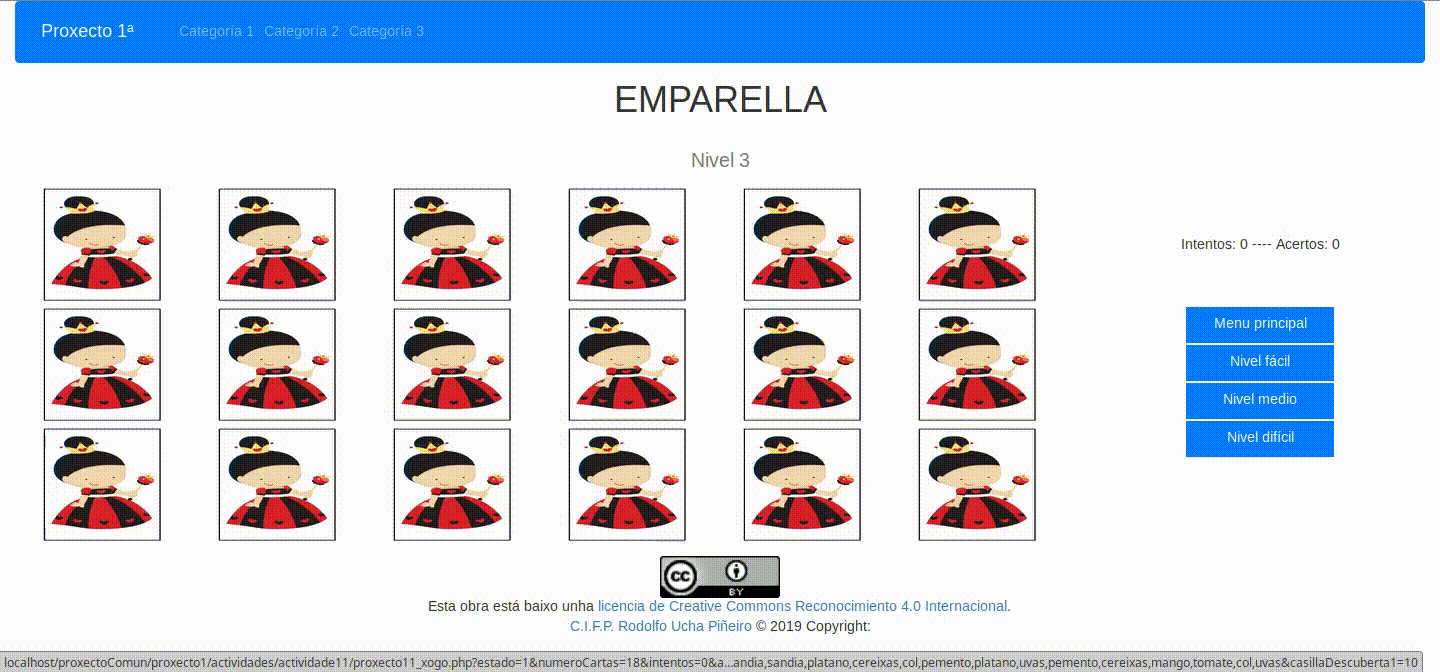 Proxecto 1ª Categoría 1 Categoría 2 Categoría 3
EMPARELLA
Nivel 3
Intentos: 0 ---- Acertos: 0
Menu principal
Nivel fácil
Nivel medio
Nivel difícil
cc BY
Esta obra está baixo unha licencia de Creative Commons Reconocimiento 4.0 Internacional.
C.I.F.P. Rodolfo Ucha Piñeiro © 2019 Copyright:
localhost/proxectoComun/proxecto1/actividades/actividade11/proxecto11_xogo.php?estado=1&numeroCartas=18&intentos=0&a...andia,sandia,platano,cereixas,col,pemento,platano,uvas,pemento,cereixas,mango,tomate,col,uvas&casillaDescuberta1=10